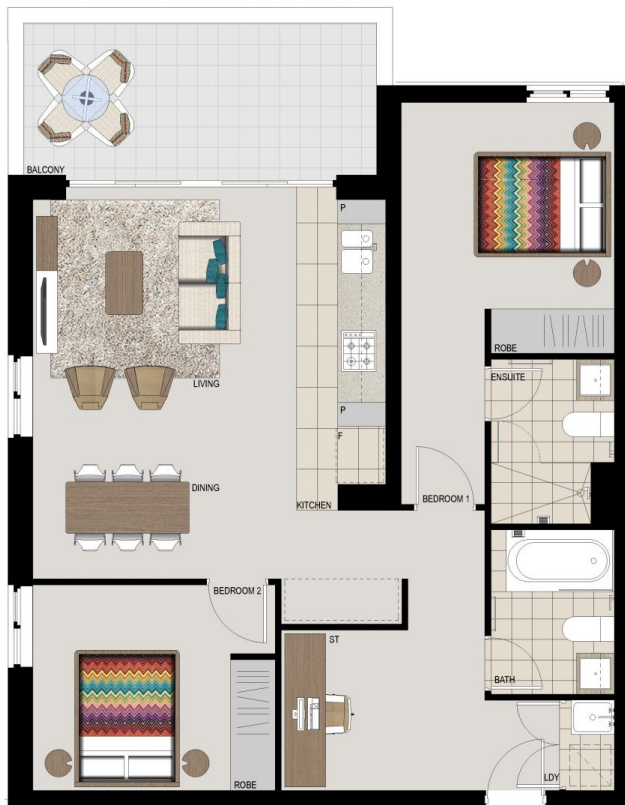 BALCONY
P
ROBE
ENSUITE
LIVING
P
F
DINING
KITCHEN
BEDROOM 1
BEDROOM 2
ST
BATH
LDY
ROBE